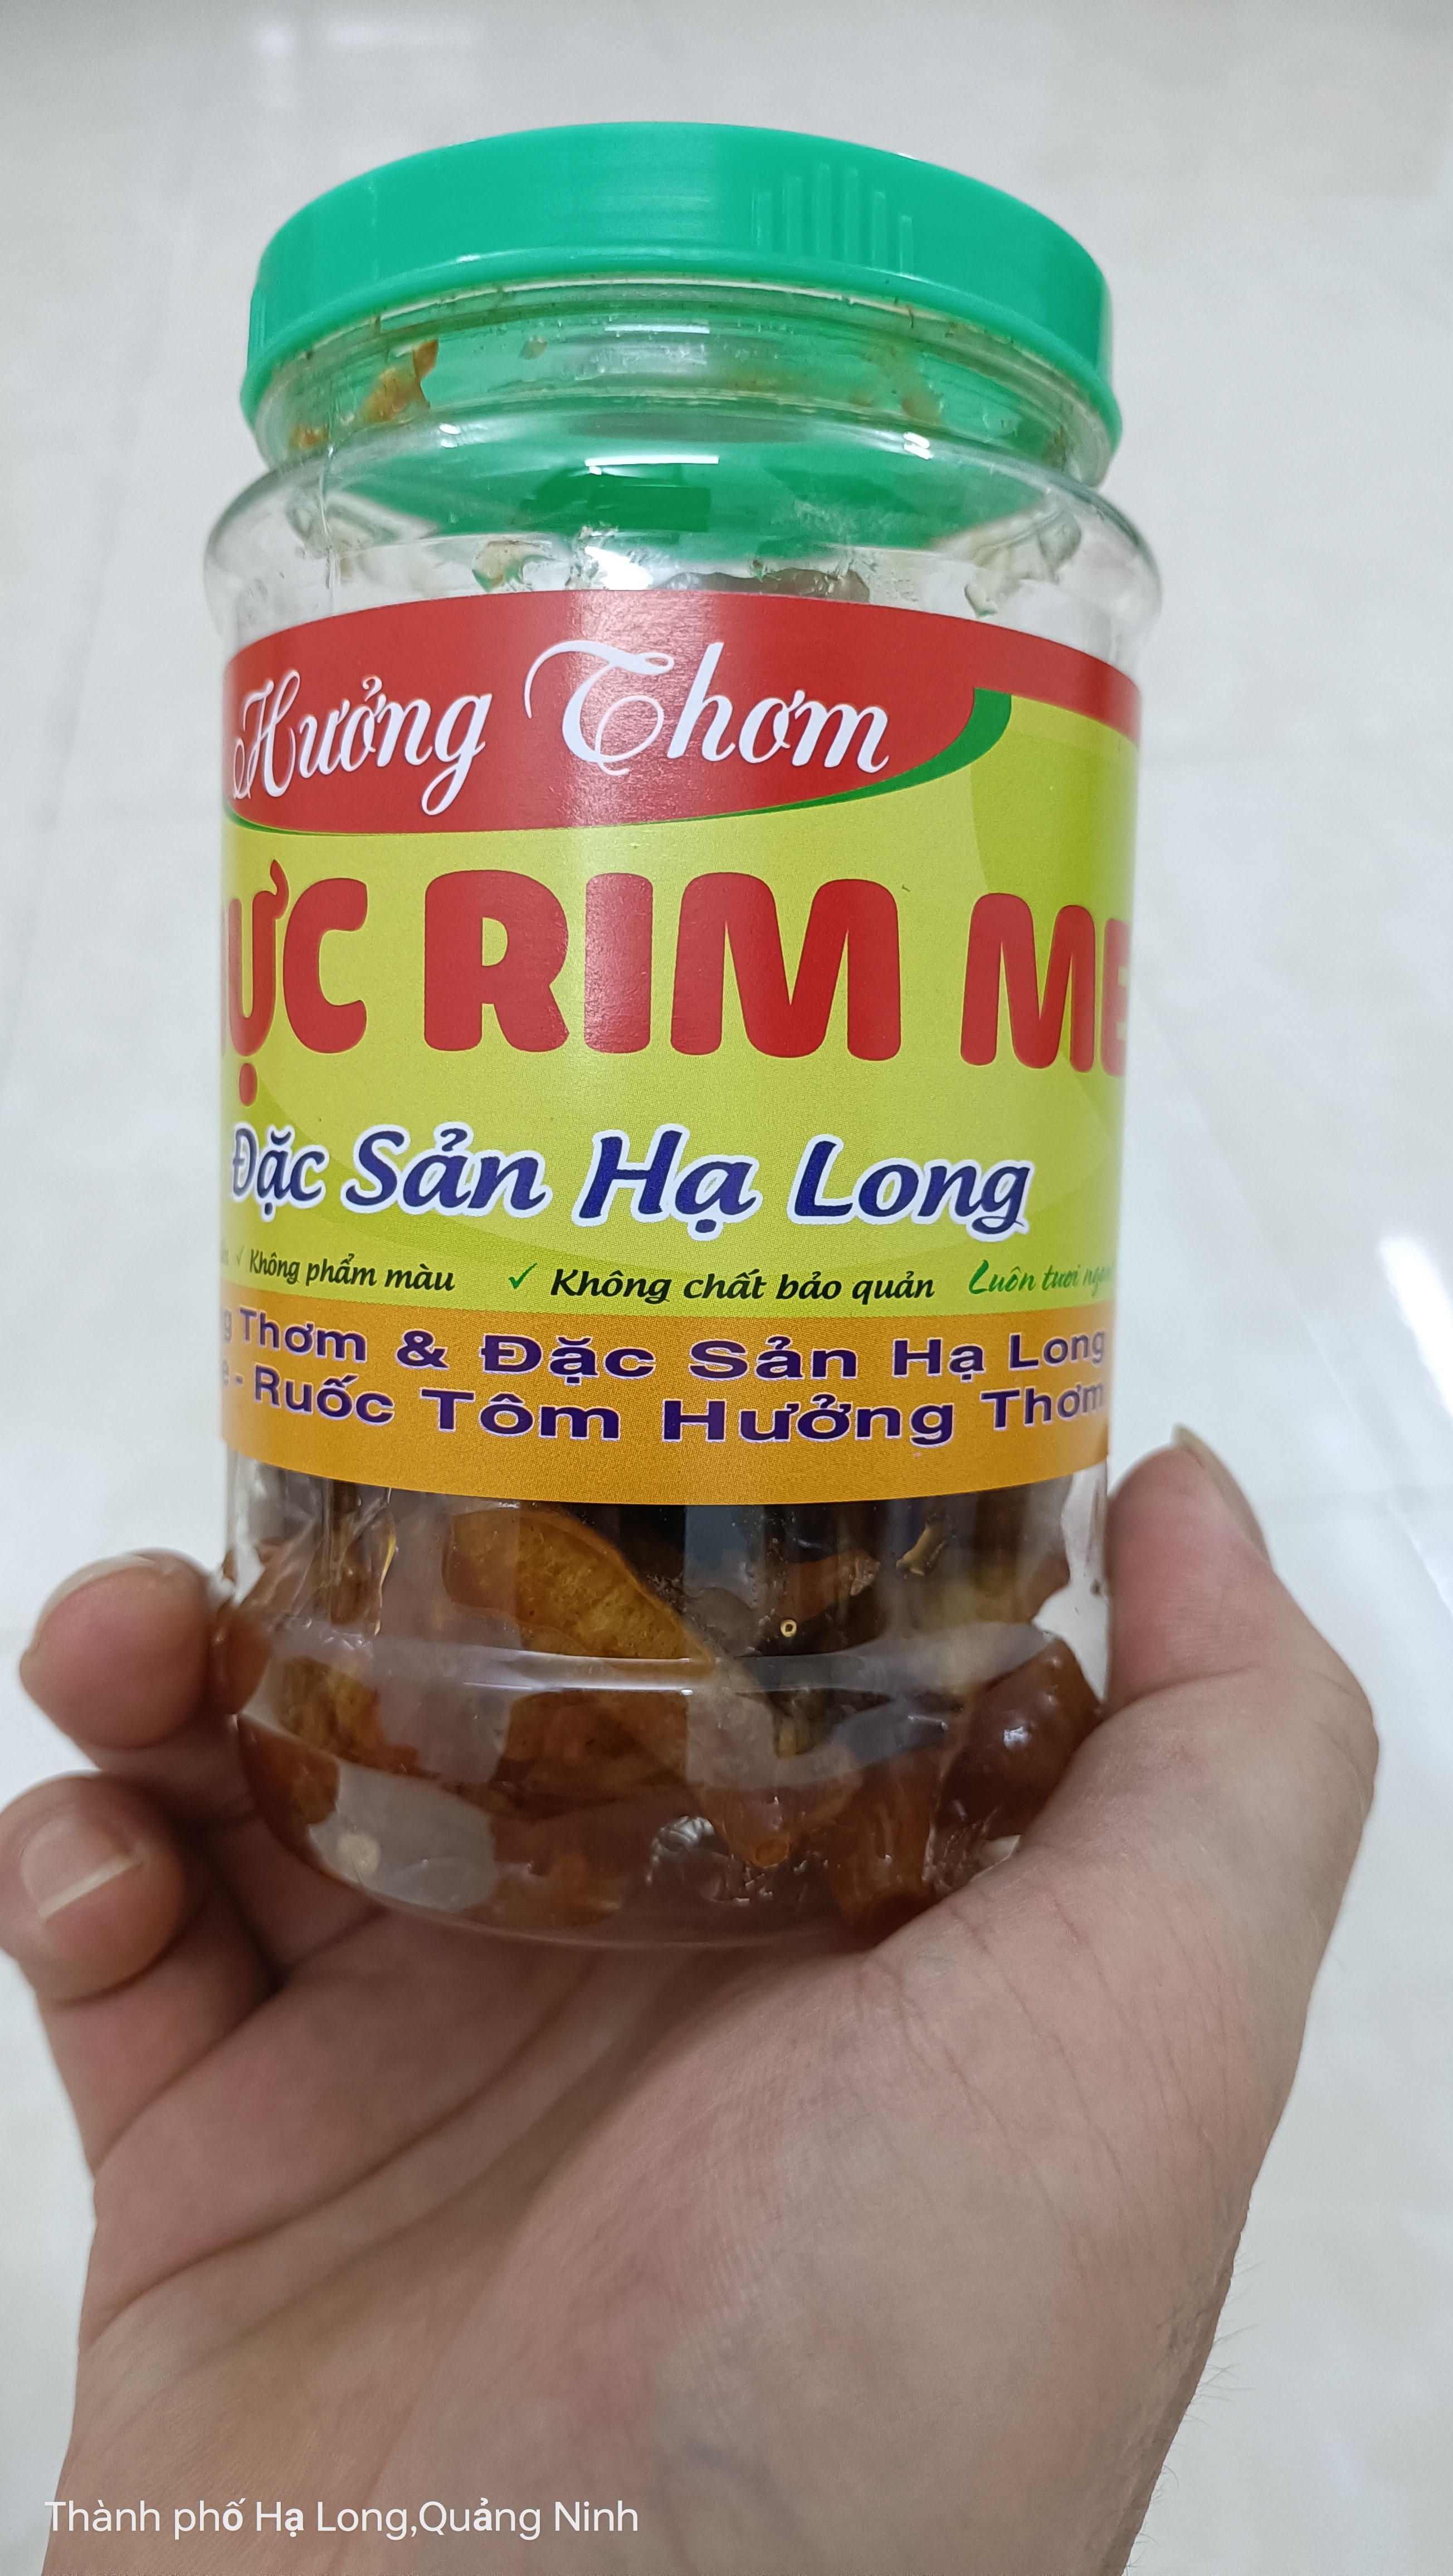 Hưởng Thơm
ỰC RIM ME
Đặc Sản Hạ Long
✓ Không phẩm màu ✓ Không chất bảo quản Luôn tươi
Thơm & Đặc Sản Hạ Long
- Ruốc Tôm Hưởng Thơm
Thành phố Hạ Long,Quảng Ninh